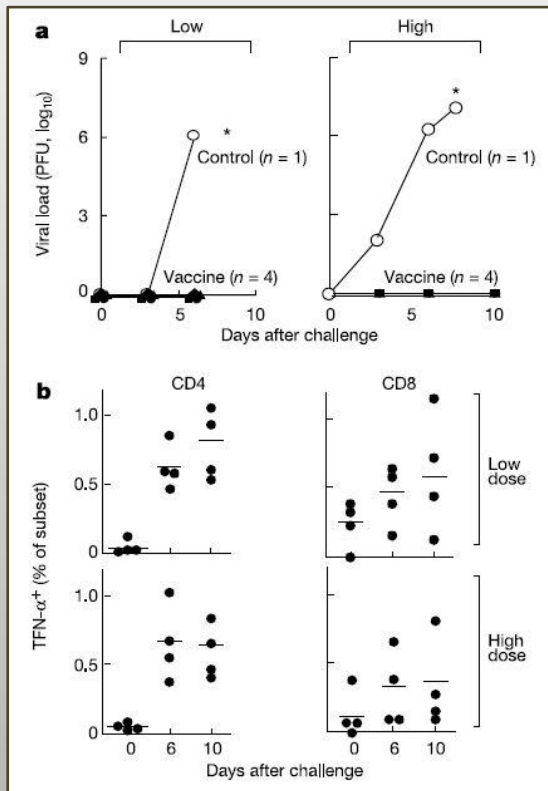 a
Low
High
Viral load (PFU, log10)
9
6
3
0
*
Control (n = 1)
Vaccine (n = 4)
0
5
10
*
Control (n = 1)
Vaccine (n = 4)
0
5
10
Days after challenge
b
CD4
CD8
TFN-α+ (% of subset)
1.0
0.5
0
Low
dose
1.0
0.5
0
High
dose
0
6
10
0
6
10
Days after challenge